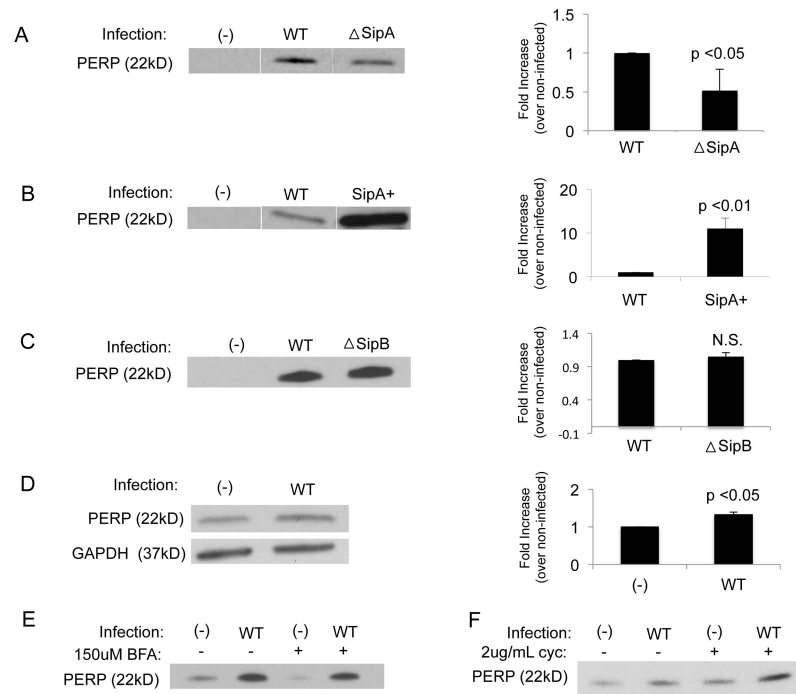 A
Infection: (-) WT △SipA
PERP (22kD)
Fold Increase
(over non-infected)
1.5
1
0.5
0
p <0.05
WT △SipA
B
Infection: (-) WT SipA+
PERP (22kD)
Fold Increase
(over non-infected)
20
10
0
p <0.01
WT SipA+
C
Infection: (-) WT △SipB
PERP (22kD)
Fold Increase
(over non-infected)
1.4
0.9
0.4
-0.1
N.S.
WT △SipB
D
Infection: (-) WT
PERP (22kD)
GAPDH (37kD)
Fold Increase
(over non-infected)
2
1
0
p <0.05
(-) WT
E
Infection: (-) WT (-) WT
150uM BFA: - - + +
PERP (22kD)
F
Infection: (-) WT (-) WT
2ug/mL cyc: - - + +
PERP (22kD)